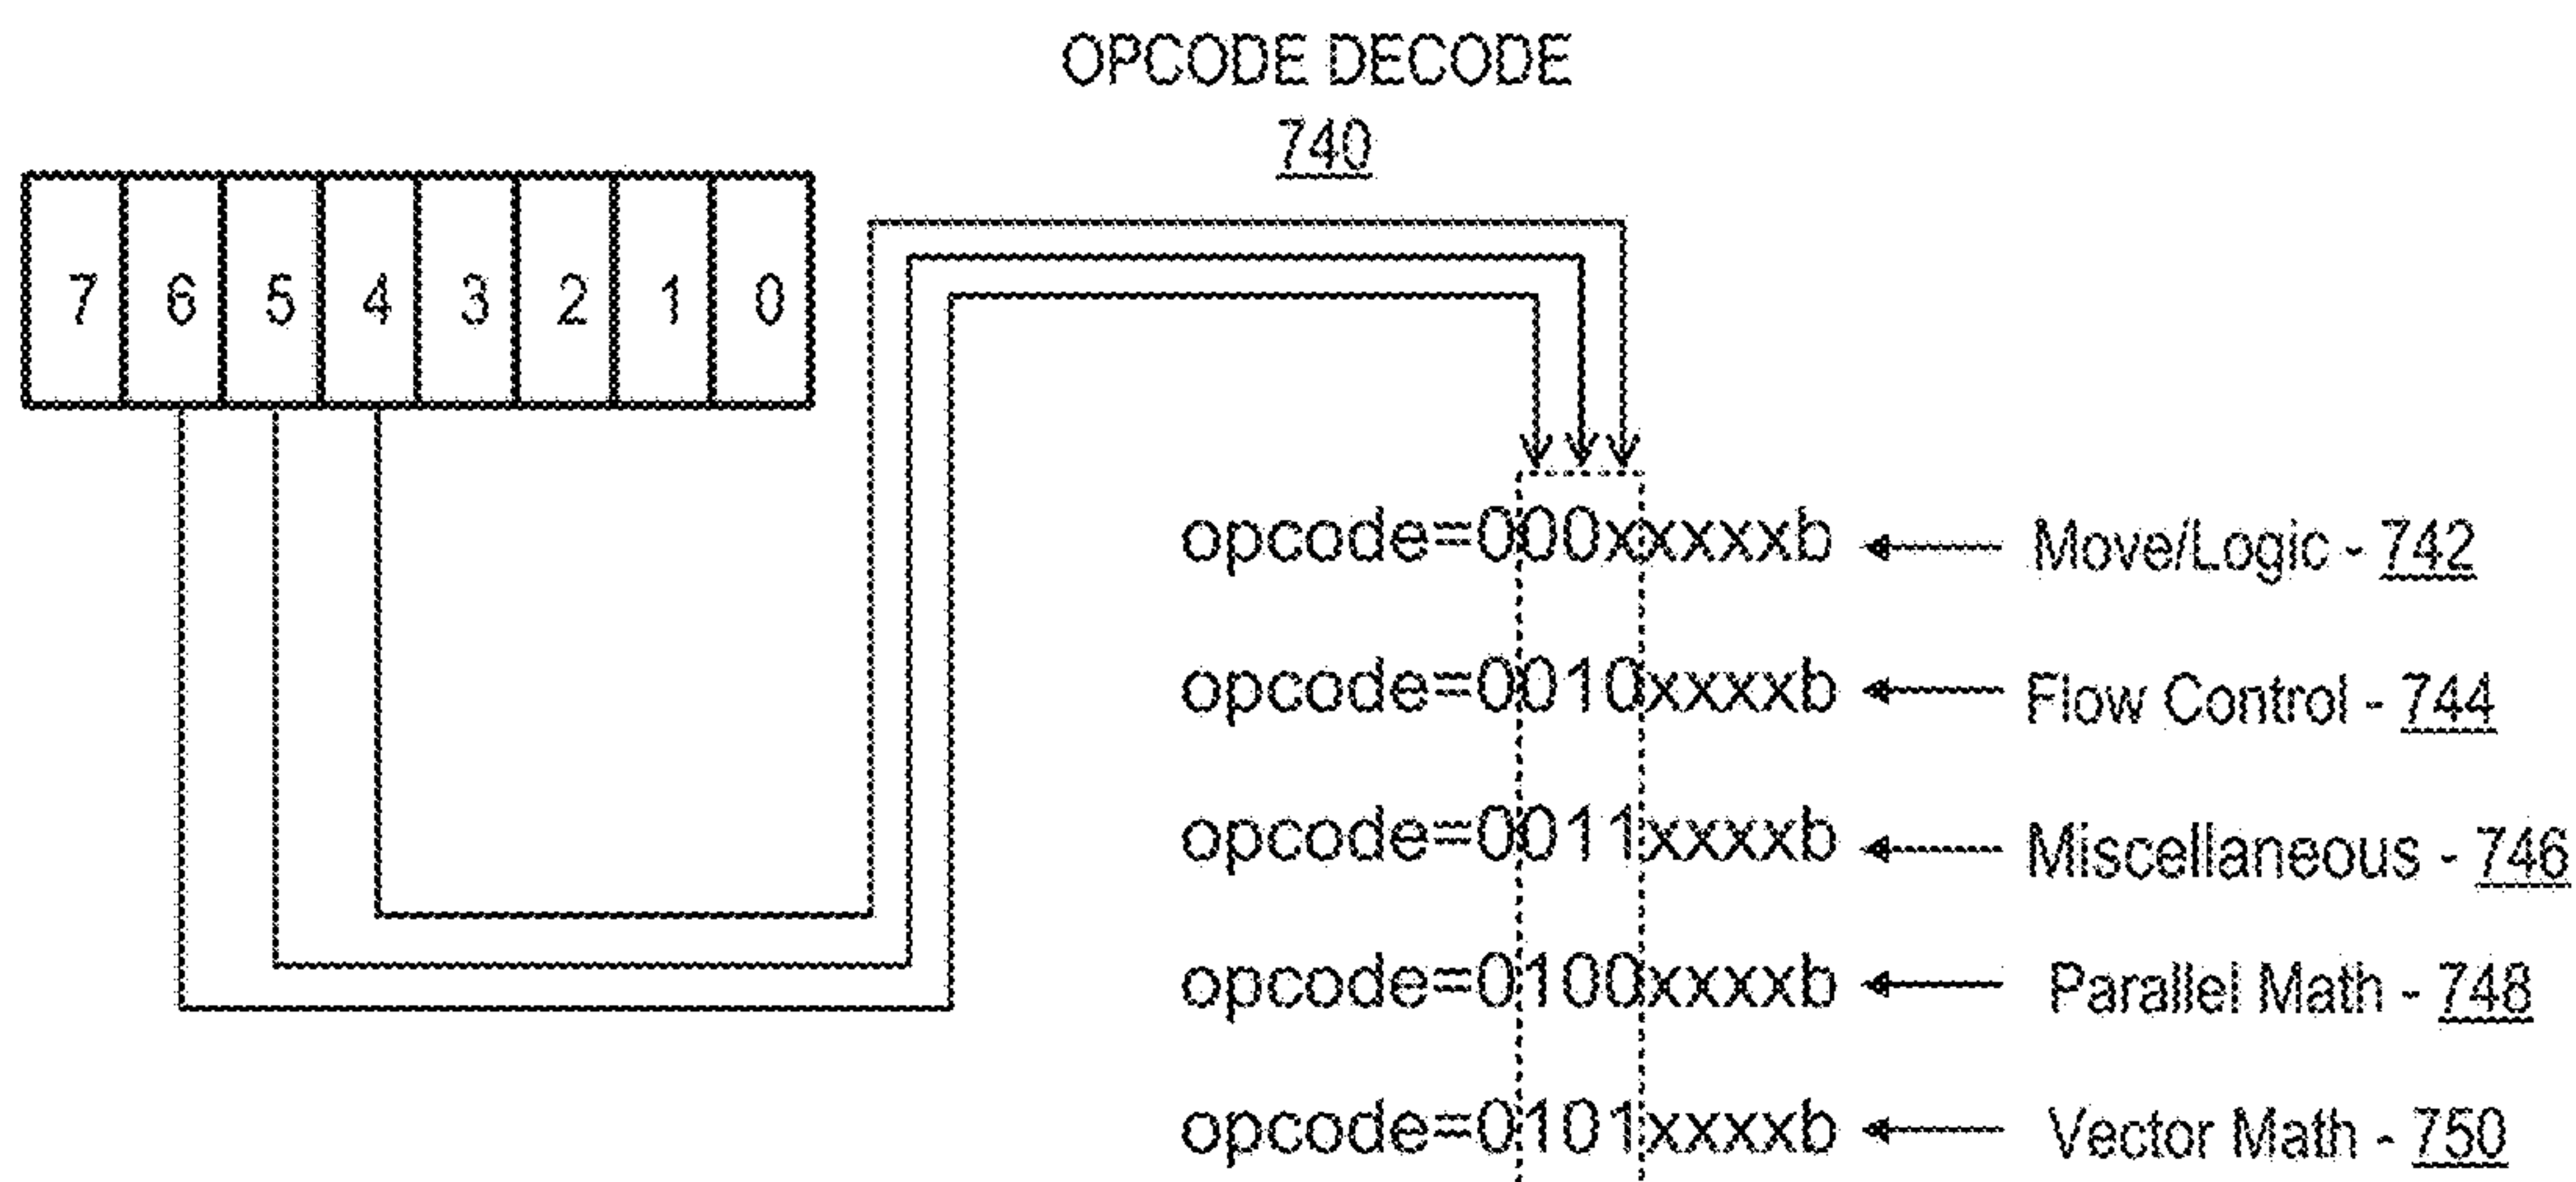 OPCODE DECODE
740
7 6 5 4 3 2 1 0
opcode=000xxxxxb Move/Logic - 742
opcode=0010xxxxb Flow Control - 744
opcode=0011xxxxb Miscellaneous - 746
opcode=0100xxxxb Parallel Math - 748
opcode=0101xxxxb Vector Math - 750